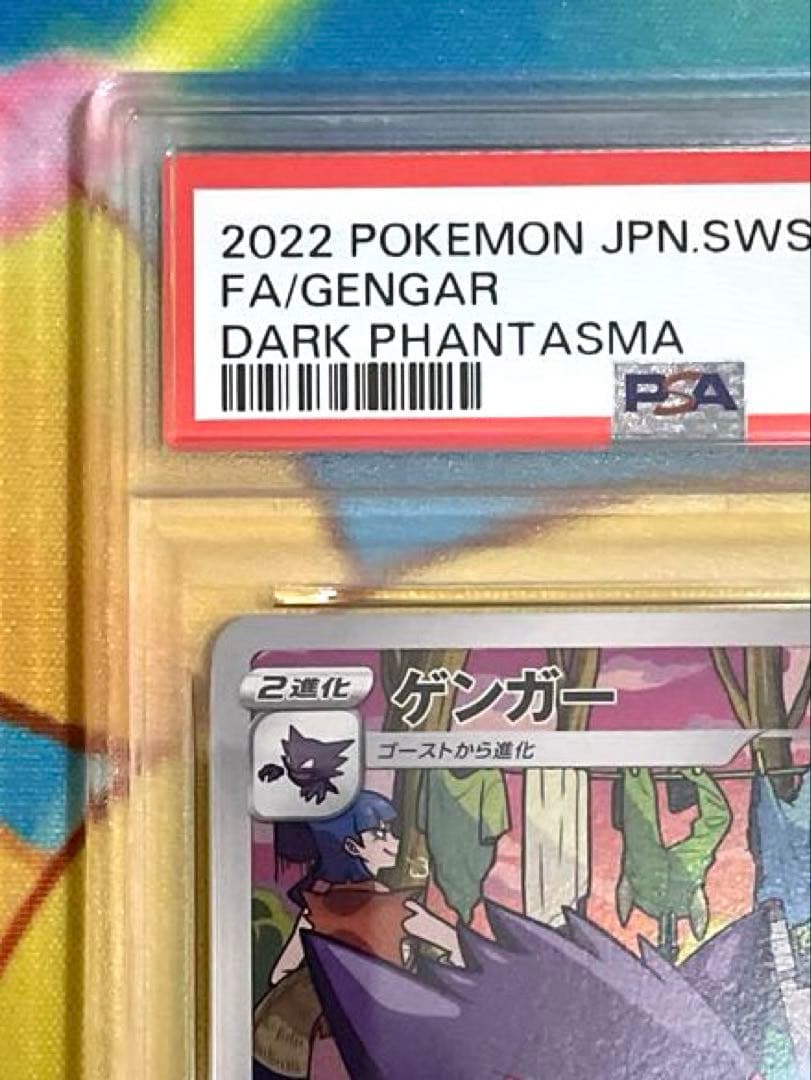 2022 POKEMON JPN.SWS
FA/GENGAR
DARK PHANTASMA
PSA
2進化
ゲンガー
ゴーストから進化